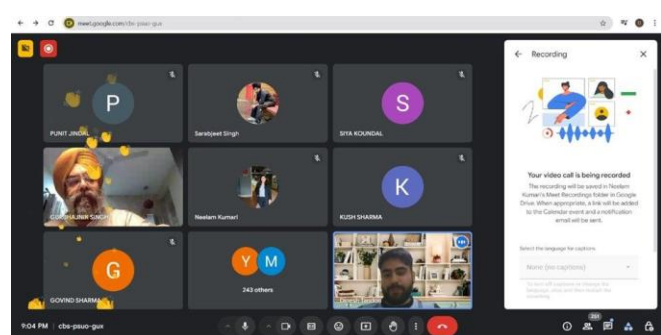 meet.google.com/cbs-psuo-gux
Recording
P
PUNIT JINDAL
Sarabjeet Singh
S
SIYA KOUNDAL
Neelam Kumari
K
KUSH SHARMA
G
GOVIND SHARMA
Y M
243 others
Your video call is being recorded
The recording will be saved in Neelam
Kumari's Meet Recordings folder in Google
Drive. When appropriate, a link will be added
to the Calendar event and a notification
email will be sent.
Select the language for captions
None (no captions)
9:04 PM | cbs-psuo-gux